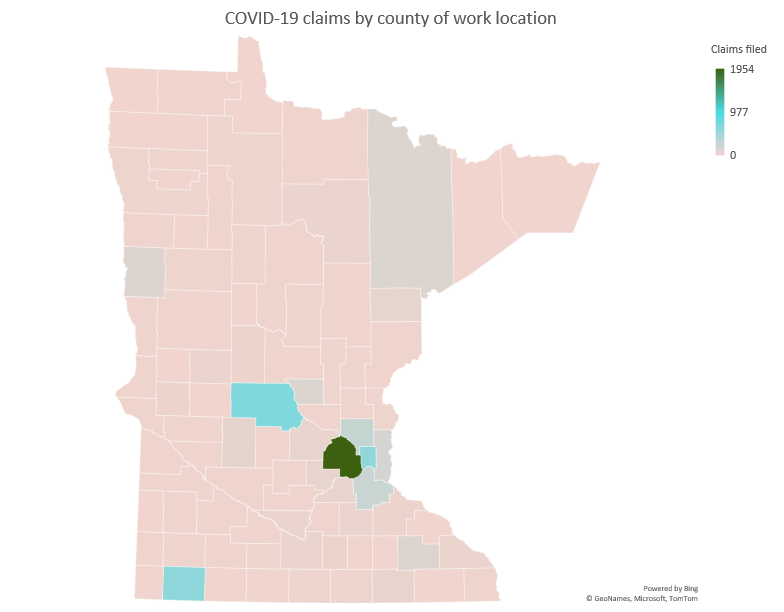 COVID-19 claims by county of work location
Claims filed
1954
977
0
Powered by Bing
© GeoNames, Microsoft, TomTom